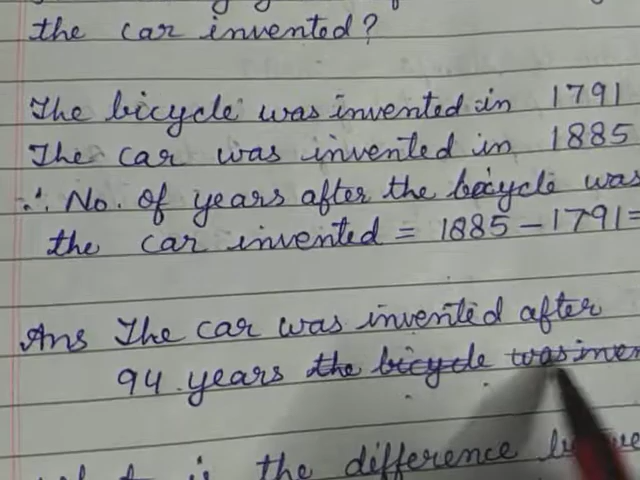 the car invented?
The bicycle was invented in 1791
The car was invented in 1885
∴ No. of years after the bicycle was
the car invented = 1885 - 1791 =
Ans The car was invented after
94 years the bicycle was inven
is the difference